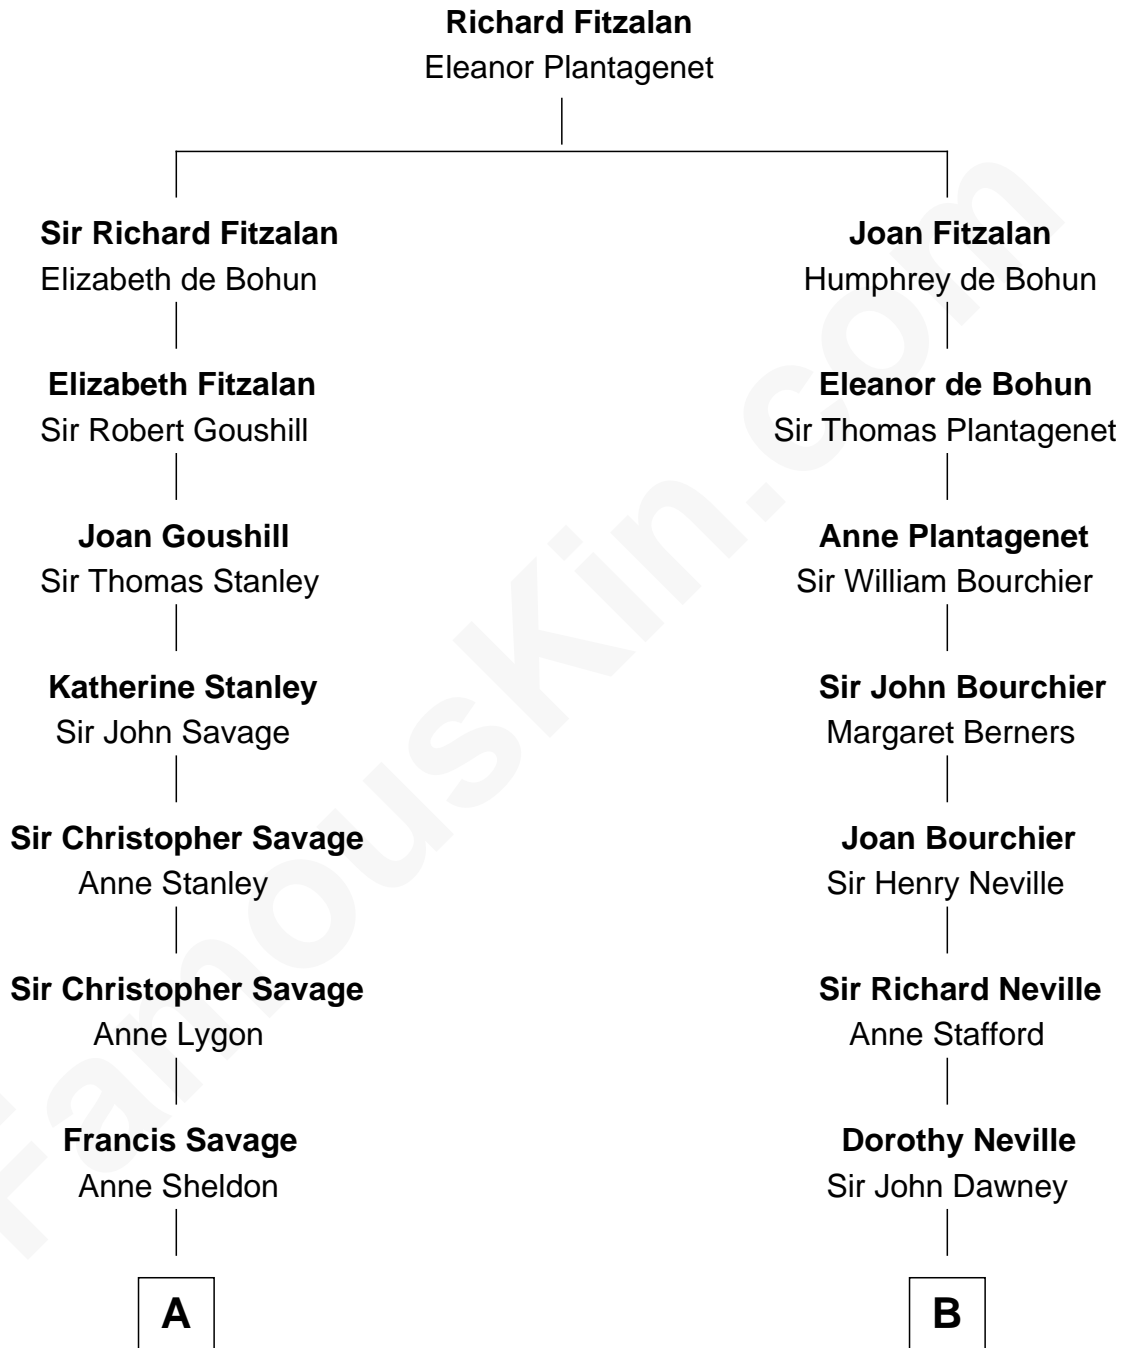 Richard Fitzalan
Eleanor Plantagenet
Sir Richard Fitzalan
Elizabeth de Bohun
Elizabeth Fitzalan
Sir Robert Goushill
Joan Goushill
Sir Thomas Stanley
Katherine Stanley
Sir John Savage
Sir Christopher Savage
Anne Stanley
Sir Christopher Savage
Anne Lygon
Francis Savage
Anne Sheldon
A
Joan Fitzalan
Humphrey de Bohun
Eleanor de Bohun
Sir Thomas Plantagenet
Anne Plantagenet
Sir William Bourchier
Sir John Bourchier
Margaret Berners
Joan Bourchier
Sir Henry Neville
Sir Richard Neville
Anne Stafford
Dorothy Neville
Sir John Dawney
B
FamousKin.com